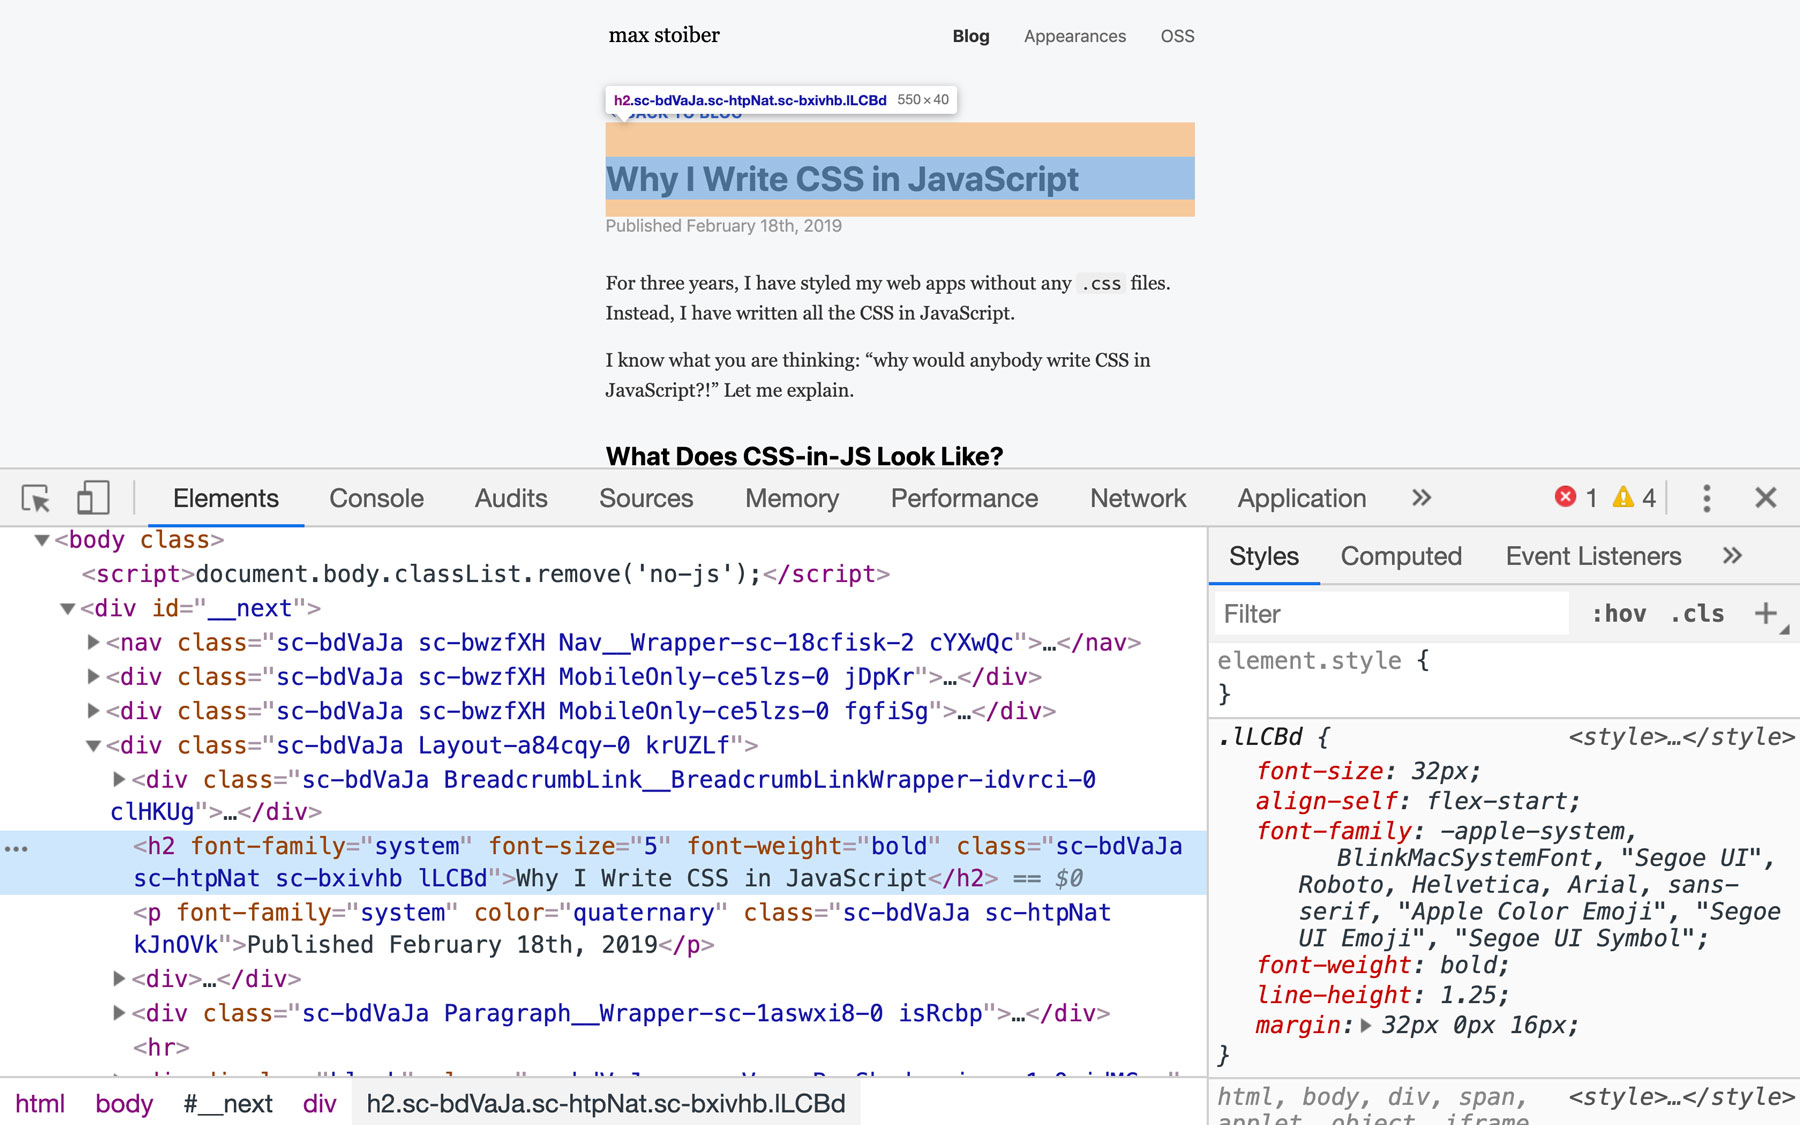 max stoiber
Blog Appearances OSS
h2.sc-bdVaJa.sc-htpNat.sc-bxivhb.lLCBd 550×40
BACK TO BLOG
Why I Write CSS in JavaScript
Published February 18th, 2019
For three years, I have styled my web apps without any .css files.
Instead, I have written all the CSS in JavaScript.
I know what you are thinking: “why would anybody write CSS in
JavaScript?!” Let me explain.
What Does CSS-in-JS Look Like?
Elements Console Audits Sources Memory Performance Network Application » 1 4
<body class>
<script>document.body.classList.remove('no-js');</script>
<div id="__next">
<nav class="sc-bdVaJa sc-bwzfXH Nav__Wrapper-sc-18cfisk-2 cYXwQc">…</nav>
<div class="sc-bdVaJa sc-bwzfXH MobileOnly-ce5lzs-0 jDpKr">…</div>
<div class="sc-bdVaJa sc-bwzfXH MobileOnly-ce5lzs-0 fgfiSg">…</div>
<div class="sc-bdVaJa Layout-a84cqy-0 krUZLf">
<div class="sc-bdVaJa BreadcrumbLink__BreadcrumbLinkWrapper-idvrci-0
clHKUg">…</div>
<h2 font-family="system" font-size="5" font-weight="bold" class="sc-bdVaJa
sc-htpNat sc-bxivhb lLCBd">Why I Write CSS in JavaScript</h2> == $0
<p font-family="system" color="quaternary" class="sc-bdVaJa sc-htpNat
kJnOVk">Published February 18th, 2019</p>
<div>…</div>
<div class="sc-bdVaJa Paragraph__Wrapper-sc-1aswxi8-0 isRcbp">…</div>
<hr>
html body #__next div h2.sc-bdVaJa.sc-htpNat.sc-bxivhb.lLCBd
Styles Computed Event Listeners »
Filter :hov .cls +
element.style {
}
.lLCBd { <style>…</style>
font-size: 32px;
align-self: flex-start;
font-family: -apple-system,
BlinkMacSystemFont, "Segoe UI",
Roboto, Helvetica, Arial, sans-
serif, "Apple Color Emoji", "Segoe
UI Emoji", "Segoe UI Symbol";
font-weight: bold;
line-height: 1.25;
margin: 32px 0px 16px;
}
html, body, div, span, <style>…</style>
applet, object, iframe